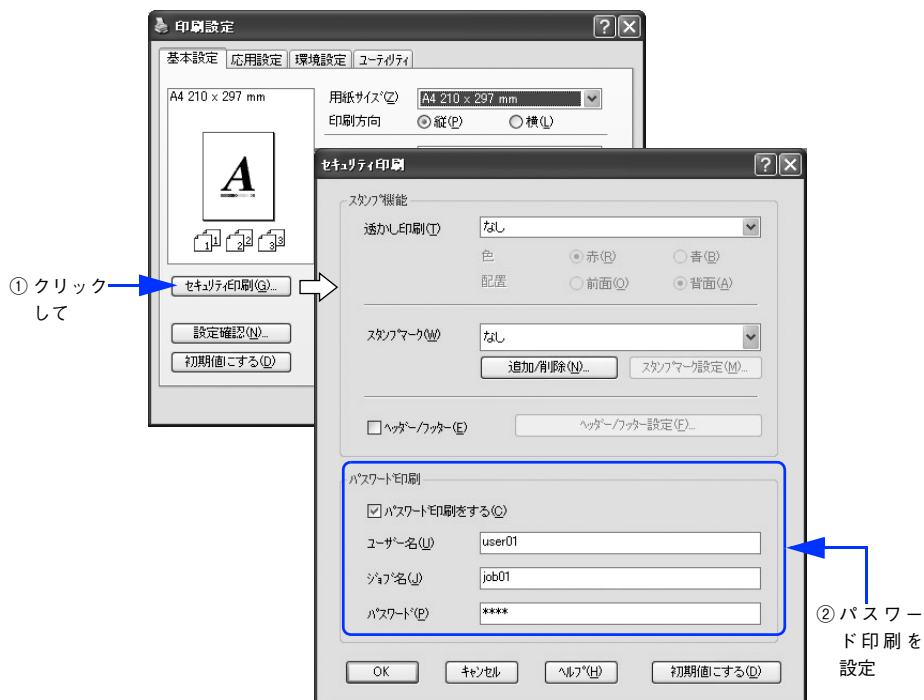 印刷設定
基本設定 応用設定 環境設定 ユーティリティ
A4 210 x 297 mm
用紙サイズ(Z) A4 210 x 297 mm
印刷方向 縦(P) 横(L)
A
1 1 2 2 3 3
①クリックして
セキュリティ印刷(G)...
設定確認(N)...
初期値にする(D)
セキュリティ印刷
スタンプ機能
透かし印刷(T) なし
色 赤(R) 青(B)
配置 前面(O) 背面(A)
スタンプマーク(W) なし
追加/削除(N)... スタンプマーク設定(M)...
ヘッダー/フッター(E) ヘッダー/フッター設定(F)...
パスワード印刷
パスワード印刷をする(C)
ユーザー名(U) user01
ジョブ名(J) job01
パスワード(P) ****
②パスワー
ド印刷を
設定
OK キャンセル ヘルプ(H) 初期値にする(D)